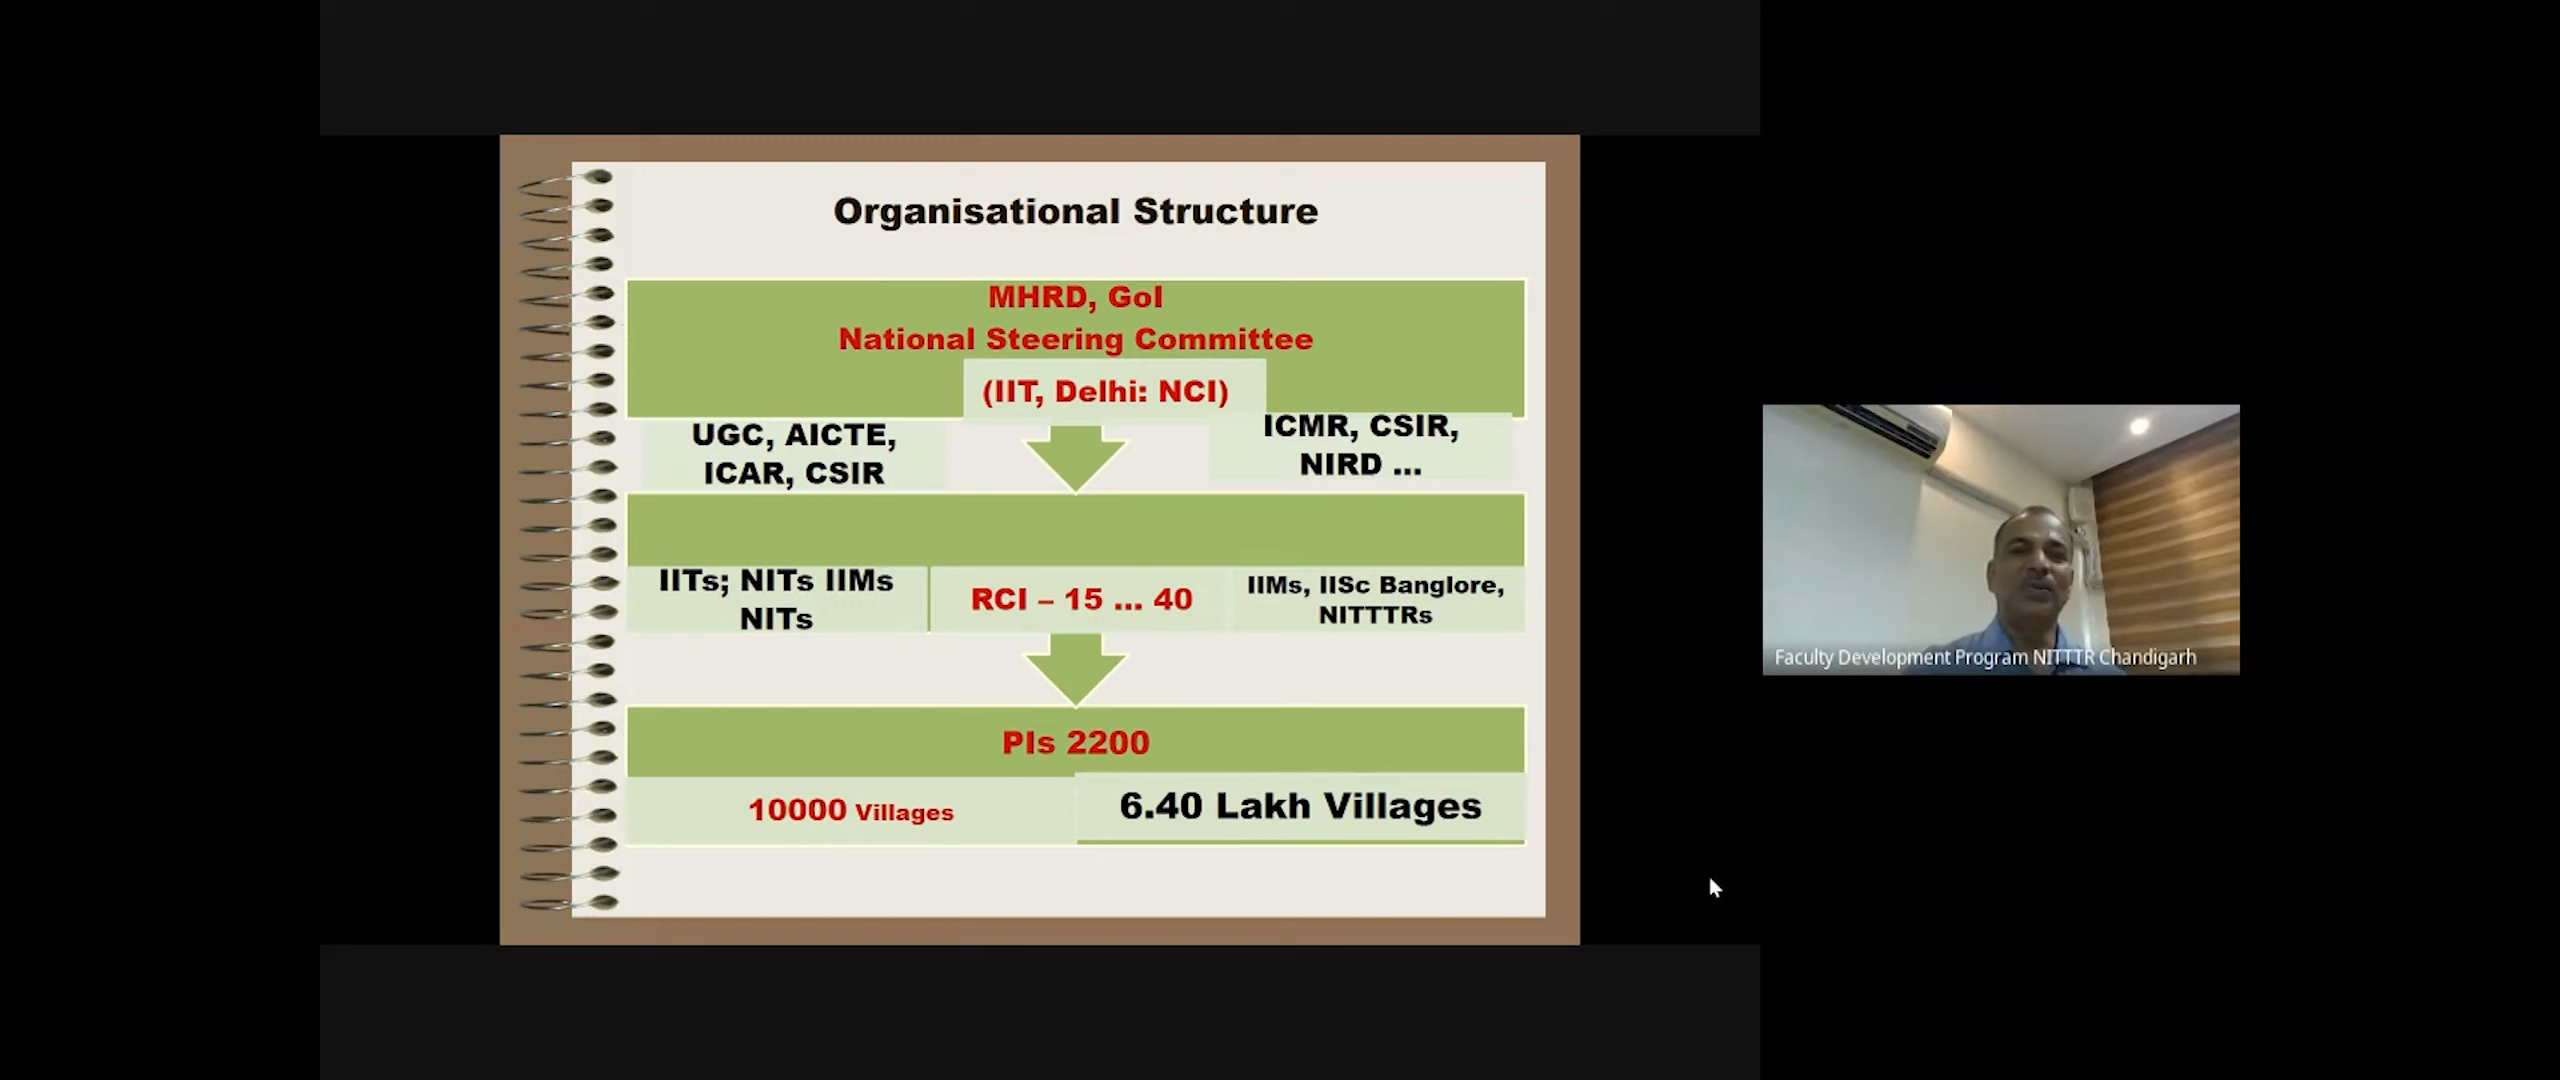 Organisational Structure
MHRD, GoI
National Steering Committee
(IIT, Delhi: NCI)
UGC, AICTE,
ICAR, CSIR
ICMR, CSIR,
NIRD ...
IITs; NITs IIMs
NITs
RCI – 15 ... 40
IIMs, IISc Banglore,
NITTTRs
PIs 2200
10000 Villages
6.40 Lakh Villages
Faculty Development Program NITTTR Chandigarh